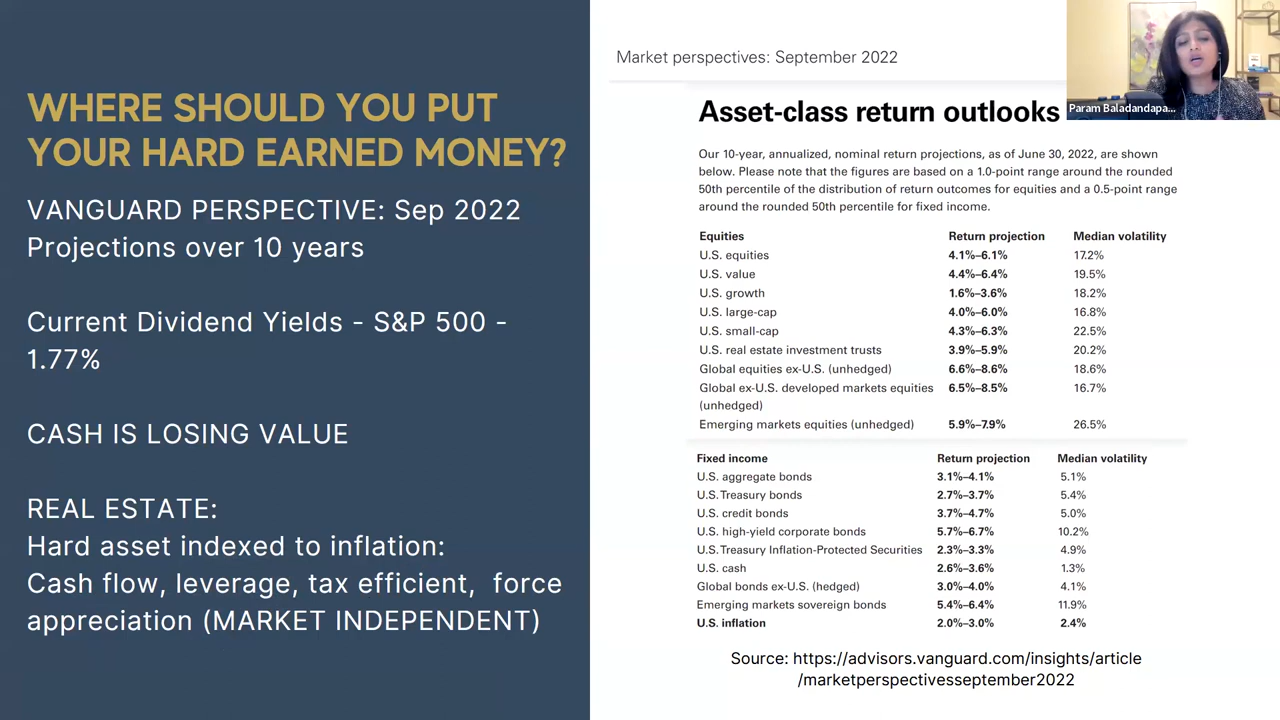 WHERE SHOULD YOU PUT
YOUR HARD EARNED MONEY?
VANGUARD PERSPECTIVE: Sep 2022
Projections over 10 years
Current Dividend Yields - S&P 500 -
1.77%
CASH IS LOSING VALUE
REAL ESTATE:
Hard asset indexed to inflation:
Cash flow, leverage, tax efficient, force
appreciation (MARKET INDEPENDENT)
Market perspectives: September 2022
Param Baladandapa...
Asset-class return outlooks
Our 10-year, annualized, nominal return projections, as of June 30, 2022, are shown
below. Please note that the figures are based on a 1.0-point range around the rounded
50th percentile of the distribution of return outcomes for equities and a 0.5-point range
around the rounded 50th percentile for fixed income.
Equities Return projection Median volatility
U.S. equities 4.1%–6.1% 17.2%
U.S. value 4.4%–6.4% 19.5%
U.S. growth 1.6%–3.6% 18.2%
U.S. large-cap 4.0%–6.0% 16.8%
U.S. small-cap 4.3%–6.3% 22.5%
U.S. real estate investment trusts 3.9%–5.9% 20.2%
Global equities ex-U.S. (unhedged) 6.6%–8.6% 18.6%
Global ex-U.S. developed markets equities 6.5%–8.5% 16.7%
(unhedged)
Emerging markets equities (unhedged) 5.9%–7.9% 26.5%
Fixed income Return projection Median volatility
U.S. aggregate bonds 3.1%–4.1% 5.1%
U.S. Treasury bonds 2.7%–3.7% 5.4%
U.S. credit bonds 3.7%–4.7% 5.0%
U.S. high-yield corporate bonds 5.7%–6.7% 10.2%
U.S. Treasury Inflation-Protected Securities 2.3%–3.3% 4.9%
U.S. cash 2.6%–3.6% 1.3%
Global bonds ex-U.S. (hedged) 3.0%–4.0% 4.1%
Emerging markets sovereign bonds 5.4%–6.4% 11.9%
U.S. inflation 2.0%–3.0% 2.4%
Source: https://advisors.vanguard.com/insights/article
/marketperspectivesseptember2022